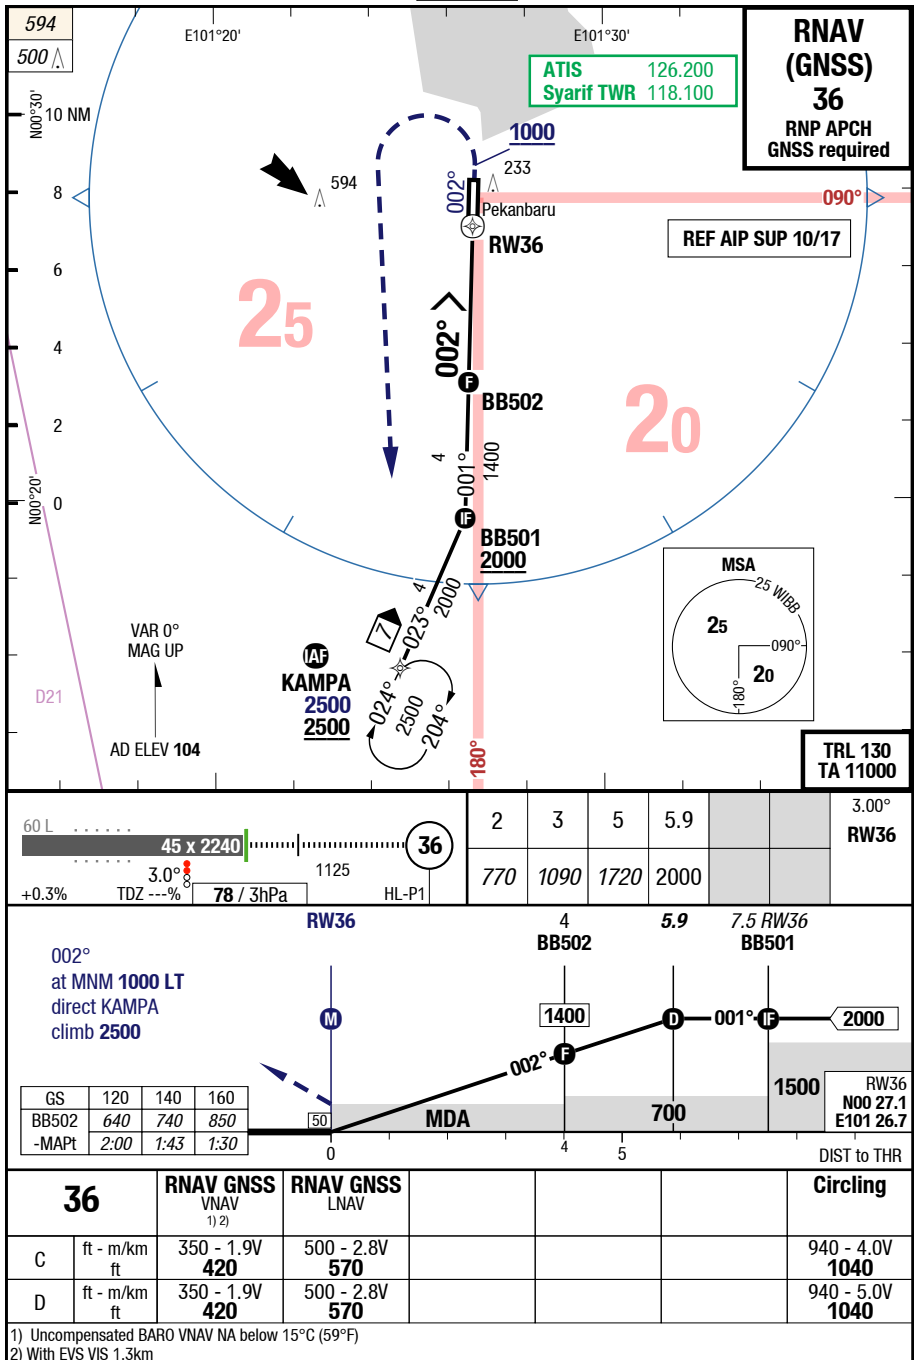 594
500
E101°20'
E101°30'
RNAV
(GNSS)
36
RNP APCH
GNSS required
ATIS 126.200
Syarif TWR 118.100
N00°30'
10 NM
1000
594
233
002°
8
090°
Pekanbaru
RW36
REF AIP SUP 10/17
6
25
4
002°
BB502
20
2
4
001°
1400
N00°20'
0
IF
F
BB501
2000
MSA
25 WIBB
25
090°
20
180°
4
2000
7
023°
VAR 0°
MAG UP
IAF
KAMPA
2500
2500
024°
2500
204°
D21
AD ELEV 104
180°
TRL 130
TA 11000
60 L
45 x 2240
36
3.0°
1125
+0.3%
TDZ ---%
78 / 3hPa
HL-P1
2 3 5 5.9
770 1090 1720 2000
3.00°
RW36
RW36
4
BB502
5.9
7.5 RW36
BB501
002°
at MNM 1000 LT
direct KAMPA
climb 2500
M
1400
D
001°
IF
2000
002°
F
1500
RW36
N00 27.1
E101 26.7
50
MDA
700
GS 120 140 160
BB502 640 740 850
-MAPt 2:00 1:43 1:30
0
4
5
DIST to THR
36
RNAV GNSS
VNAV
1) 2)
RNAV GNSS
LNAV
Circling
C
ft - m/km 350 - 1.9V 500 - 2.8V 940 - 4.0V
ft 420 570 1040
D
ft - m/km 350 - 1.9V 500 - 2.8V 940 - 5.0V
ft 420 570 1040
1) Uncompensated BARO VNAV NA below 15°C (59°F)
2) With EVS VIS 1.3km